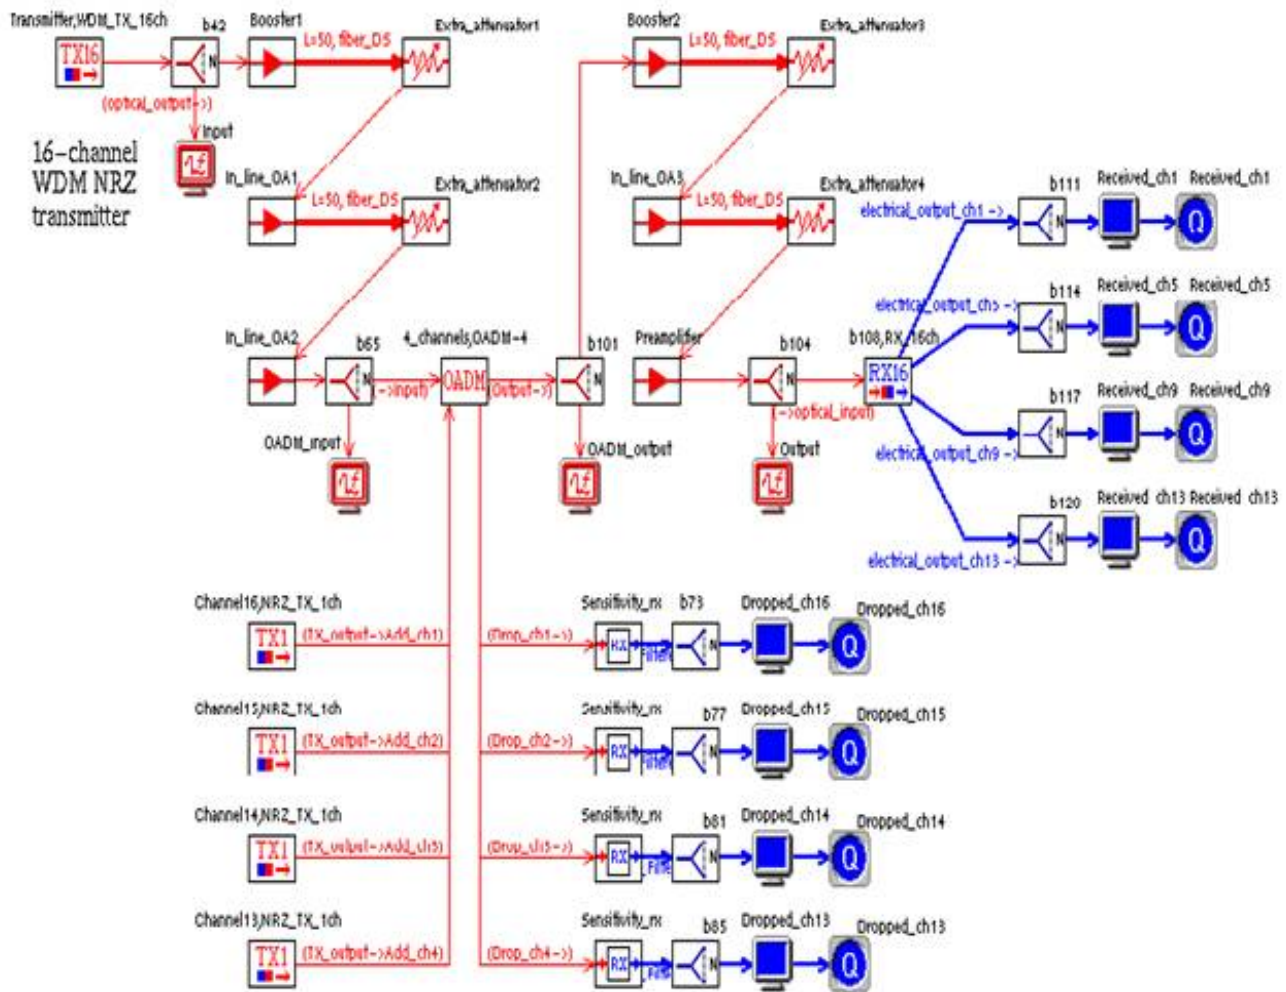 Transmitter,WDM_TX_16ch
b42
Booster1
Extra_attenuator1
TX16
N
L=50, fiber_DS
(optical_output->)
Input
16-channel
WDM NRZ
transmitter
In_line_OA1
Extra_attenuator2
L=50, fiber_DS
In_line_OA2
b65
4_channels,OADM-4
b101
N
(->input)
OADM
(Output->)
N
OADM_input
OADM_output
Booster2
Extra_attenuator3
L=50, fiber_DS
In_line_OA3
Extra_attenuator4
L=50, fiber_DS
Preamplifier
b104
b108,RX_16ch
N
RX16
(->optical_input)
Output
b111
Received_ch1
Received_ch1
electrical_output_ch1 ->
N
Q
b114
Received_ch5
Received_ch5
electrical_output_ch5 ->
N
Q
b117
Received_ch9
Received_ch9
electrical_output_ch9 ->
N
Q
b120
Received_ch13
Received_ch13
electrical_output_ch13 ->
N
Q
Channel16,NRZ_TX_1ch
TX1
(TX_output->Add_ch1)
(Drop_ch1->)
Sensitivity_rx
b73
Dropped_ch16
Dropped_ch16
RX
N
Q
Channel15,NRZ_TX_1ch
TX1
(TX_output->Add_ch2)
(Drop_ch2->)
Sensitivity_rx
b77
Dropped_ch15
Dropped_ch15
RX
N
Q
Channel14,NRZ_TX_1ch
TX1
(TX_output->Add_ch3)
(Drop_ch3->)
Sensitivity_rx
b81
Dropped_ch14
Dropped_ch14
RX
N
Q
Channel13,NRZ_TX_1ch
TX1
(TX_output->Add_ch4)
(Drop_ch4->)
Sensitivity_rx
b85
Dropped_ch13
Dropped_ch13
RX
N
Q